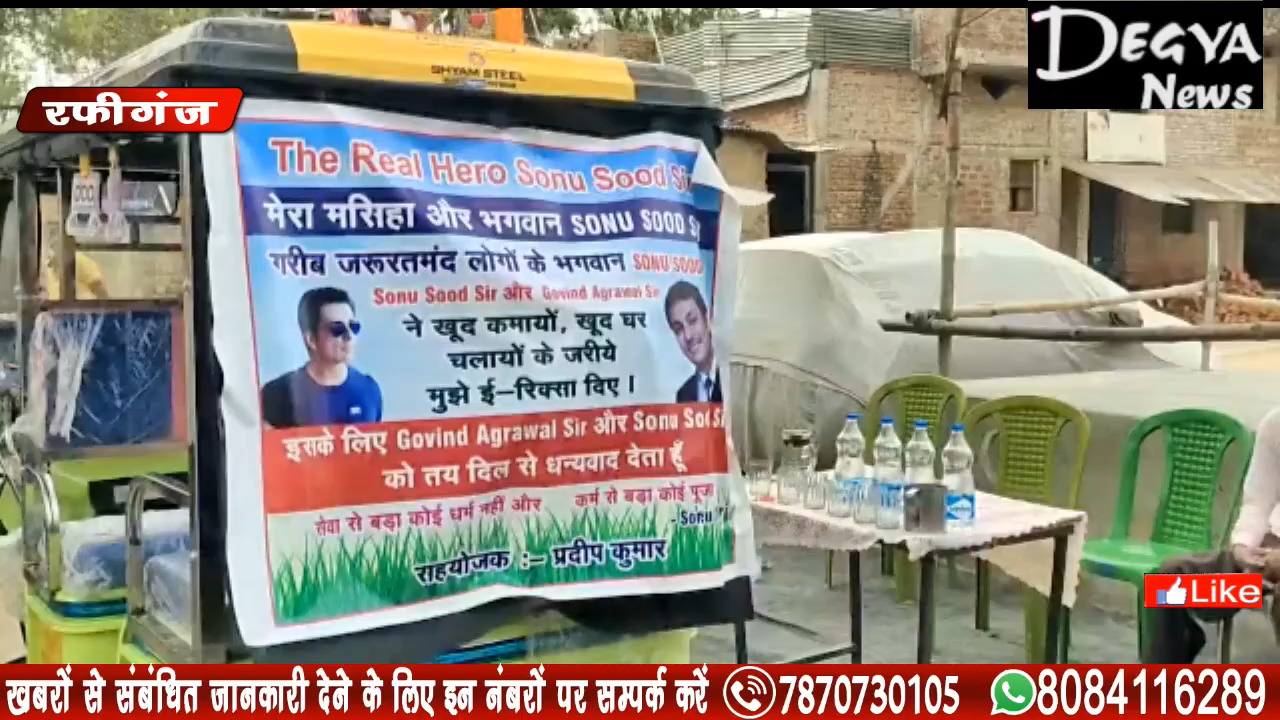 DEGYA
News
SHYAM STEEL
रफीगंज
The Real Hero Sonu Sood Sir
मेरा मसिहा और भगवान SONU SOOD S
गरीब जरूरतमंद लोगों के भगवान SONU SOOD
Sonu Sood Sir और Govind Agrawal Sir
ने खूद कमायों, खूद घर
चलायों के जरीये
मुझे ई-रिक्सा दिए ।
इसके लिए Govind Agrawal Sir और Sonu Sod Si
को तय दिल से धन्यवाद देता हूँ
सेवा से बड़ा कोई धर्म नहीं और कर्म से बड़ा कोई पूजा
- Sonu
सहयोजक :- प्रदीप कुमार
Like
खबरों से संबंधित जानकारी देने के लिए इन नंबरों पर सम्पर्क करें 7870730105 8084116289